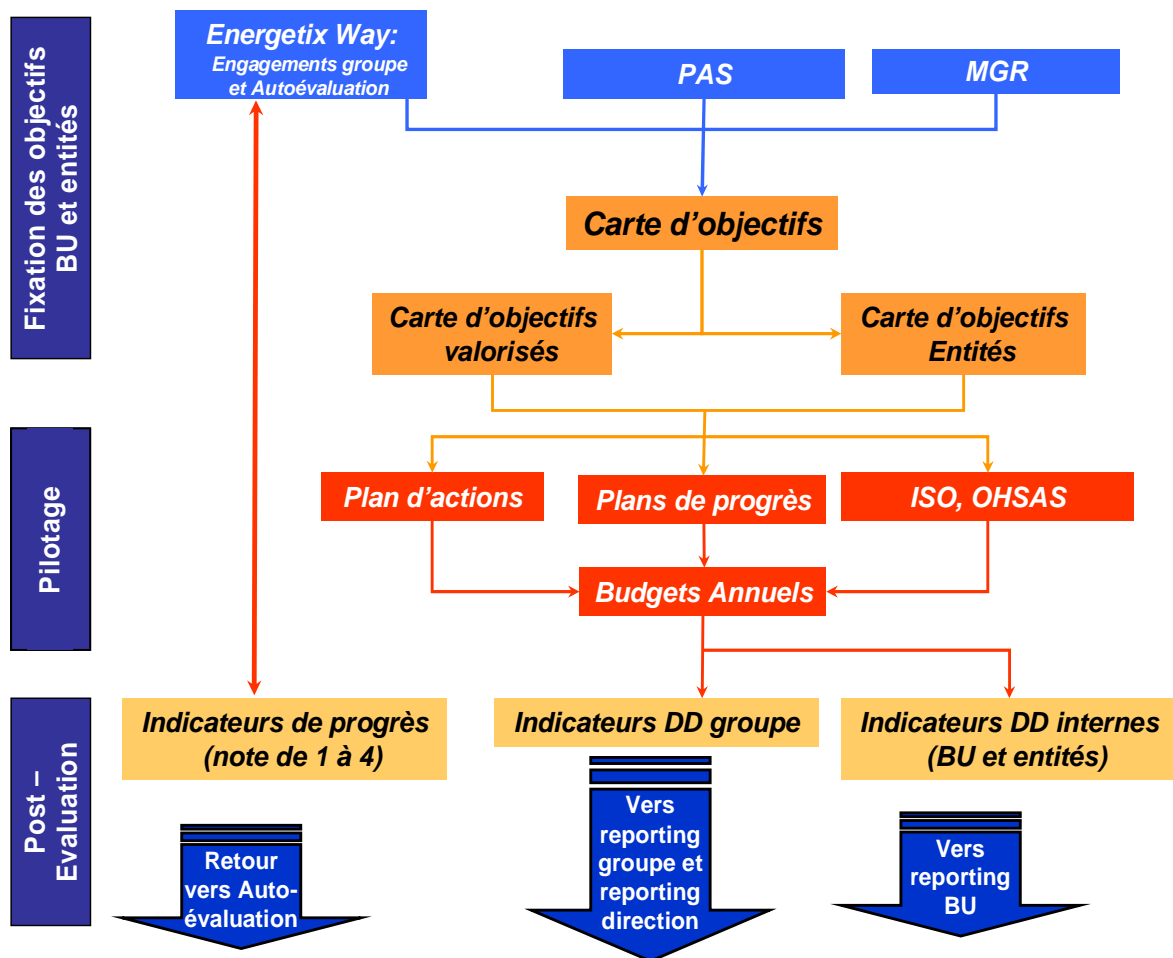 Fixation des objectifs
BU et entités
Energetix Way:
Engagements groupe
et Autoévaluation
PAS
MGR
Carte d’objectifs
Carte d’objectifs
valorisés
Carte d’objectifs
Entités
Pilotage
Plan d’actions
Plans de progrès
ISO, OHSAS
Budgets Annuels
Post –
Evaluation
Indicateurs de progrès
(note de 1 à 4)
Indicateurs DD groupe
Indicateurs DD internes
(BU et entités)
Retour
vers Auto-
évaluation
Vers
reporting
groupe et
reporting
direction
Vers
reporting
BU